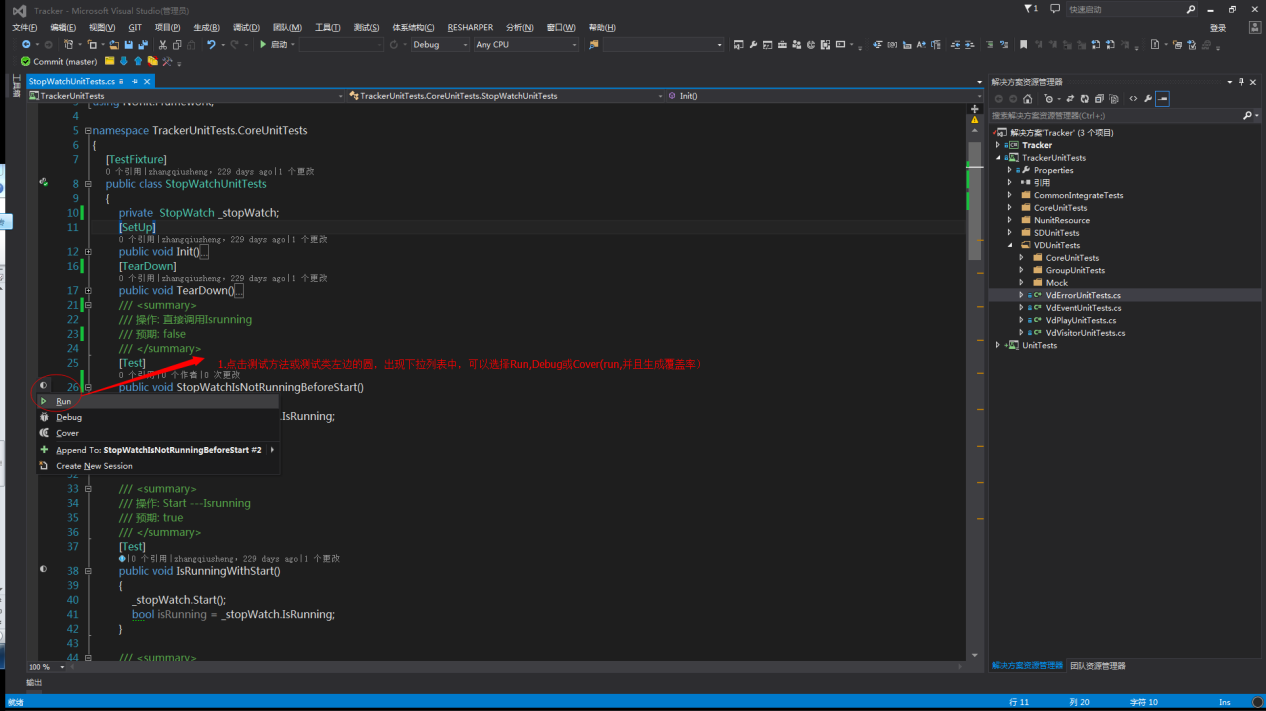 Tracker - Microsoft Visual Studio(管理员)
1
快速启动
文件(F) 编辑(E) 视图(V) GIT 项目(P) 生成(B) 调试(D) 团队(M) 工具(T) 测试(S) 体系结构(C) RESHARPER 分析(N) 窗口(W) 帮助(H)
登录
启动 Debug Any CPU
Commit (master)
工具箱
StopWatchUnitTests.cs
TrackerUnitTests
TrackerUnitTests.CoreUnitTests.StopWatchUnitTests
Init()
3 using NUnit.Framework;
4
5 namespace TrackerUnitTests.CoreUnitTests
6 {
7 [TestFixture]
0 个引用|zhangqiusheng，229 days ago|1 个更改
8 public class StopWatchUnitTests
9 {
10 private StopWatch _stopWatch;
11 [SetUp]
0 个引用|zhangqiusheng，229 days ago|1 个更改
12 public void Init()...
16 [TearDown]
0 个引用|zhangqiusheng，229 days ago|1 个更改
17 public void TearDown()...
21 /// <summary>
22 /// 操作: 直接调用Isrunning
23 /// 预期: false
24 /// </summary>
25 [Test]
1.点击测试方法或测试类左边的圆，出现下拉列表中，可以选择Run,Debug或Cover(run,并且生成覆盖率）
0 个引用|0 个作者|0 次更改
26 public void StopWatchIsNotRunningBeforeStart()
Run
.IsRunning;
Debug
Cover
Append To: StopWatchIsNotRunningBeforeStart #2
Create New Session
32
33 /// <summary>
34 /// 操作: Start ---Isrunning
35 /// 预期: true
36 /// </summary>
37 [Test]
|0 个引用|zhangqiusheng，229 days ago|1 个更改
38 public void IsRunningWithStart()
39 {
40 _stopWatch.Start();
41 bool isRunning = _stopWatch.IsRunning;
42 }
43
44 /// <summary>
100 %
输出
就绪
行 11 列 20 字符 10 Ins
解决方案资源管理器
搜索解决方案资源管理器(Ctrl+;)
解决方案'Tracker' (3 个项目)
Tracker
TrackerUnitTests
Properties
引用
CommonIntegrateTests
CoreUnitTests
NunitResource
SDUnitTests
VDUnitTests
CoreUnitTests
GroupUnitTests
Mock
VdErrorUnitTests.cs
VdEventUnitTests.cs
VdPlayUnitTests.cs
VdVisitorUnitTests.cs
UnitTests
解决方案资源管理器 团队资源管理器